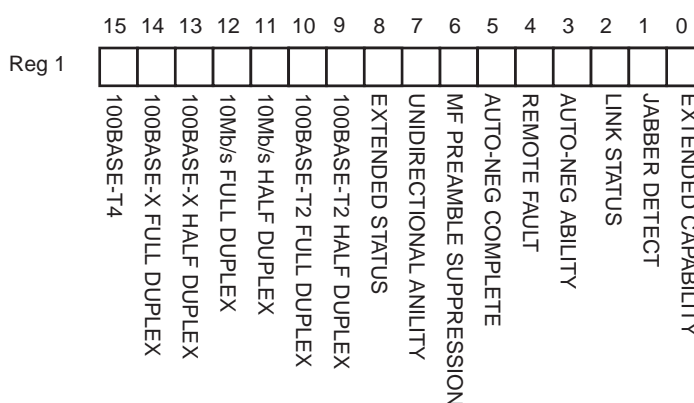 15 14 13 12 11 10 9 8 7 6 5 4 3 2 1 0
Reg 1
100BASE-T4
100BASE-X FULL DUPLEX
100BASE-X HALF DUPLEX
10Mb/s FULL DUPLEX
10Mb/s HALF DUPLEX
100BASE-T2 FULL DUPLEX
100BASE-T2 HALF DUPLEX
EXTENDED STATUS
UNIDIRECTIONAL ANILITY
MF PREAMBLE SUPPRESSION
AUTO-NEG COMPLETE
REMOTE FAULT
AUTO-NEG ABILITY
LINK STATUS
JABBER DETECT
EXTENDED CAPABILITY